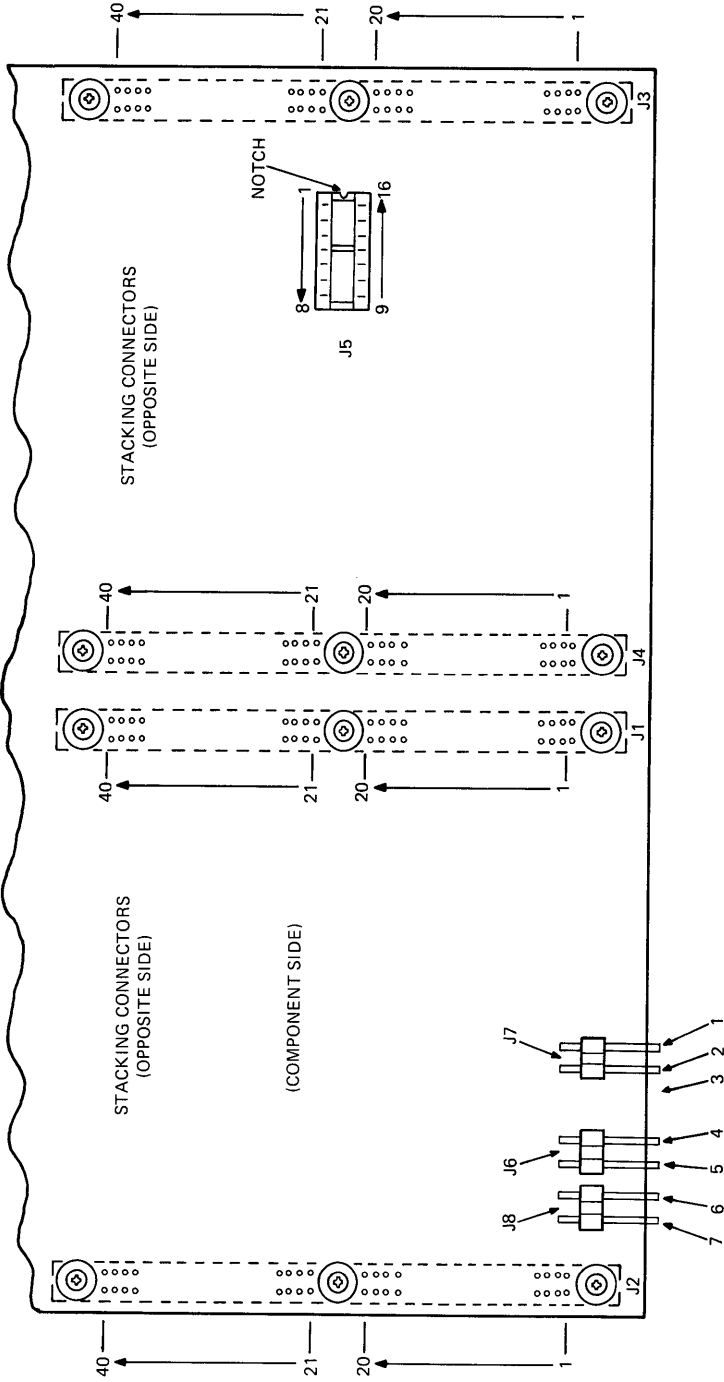 40
21
20
1
J3
NOTCH
1
16
8
9
J5
STACKING CONNECTORS
(OPPOSITE SIDE)
40
21
20
1
J4
40
21
20
1
J1
STACKING CONNECTORS
(OPPOSITE SIDE)
(COMPONENT SIDE)
J7
J6
J8
1
2
3
4
5
6
7
J2
40
21
20
1